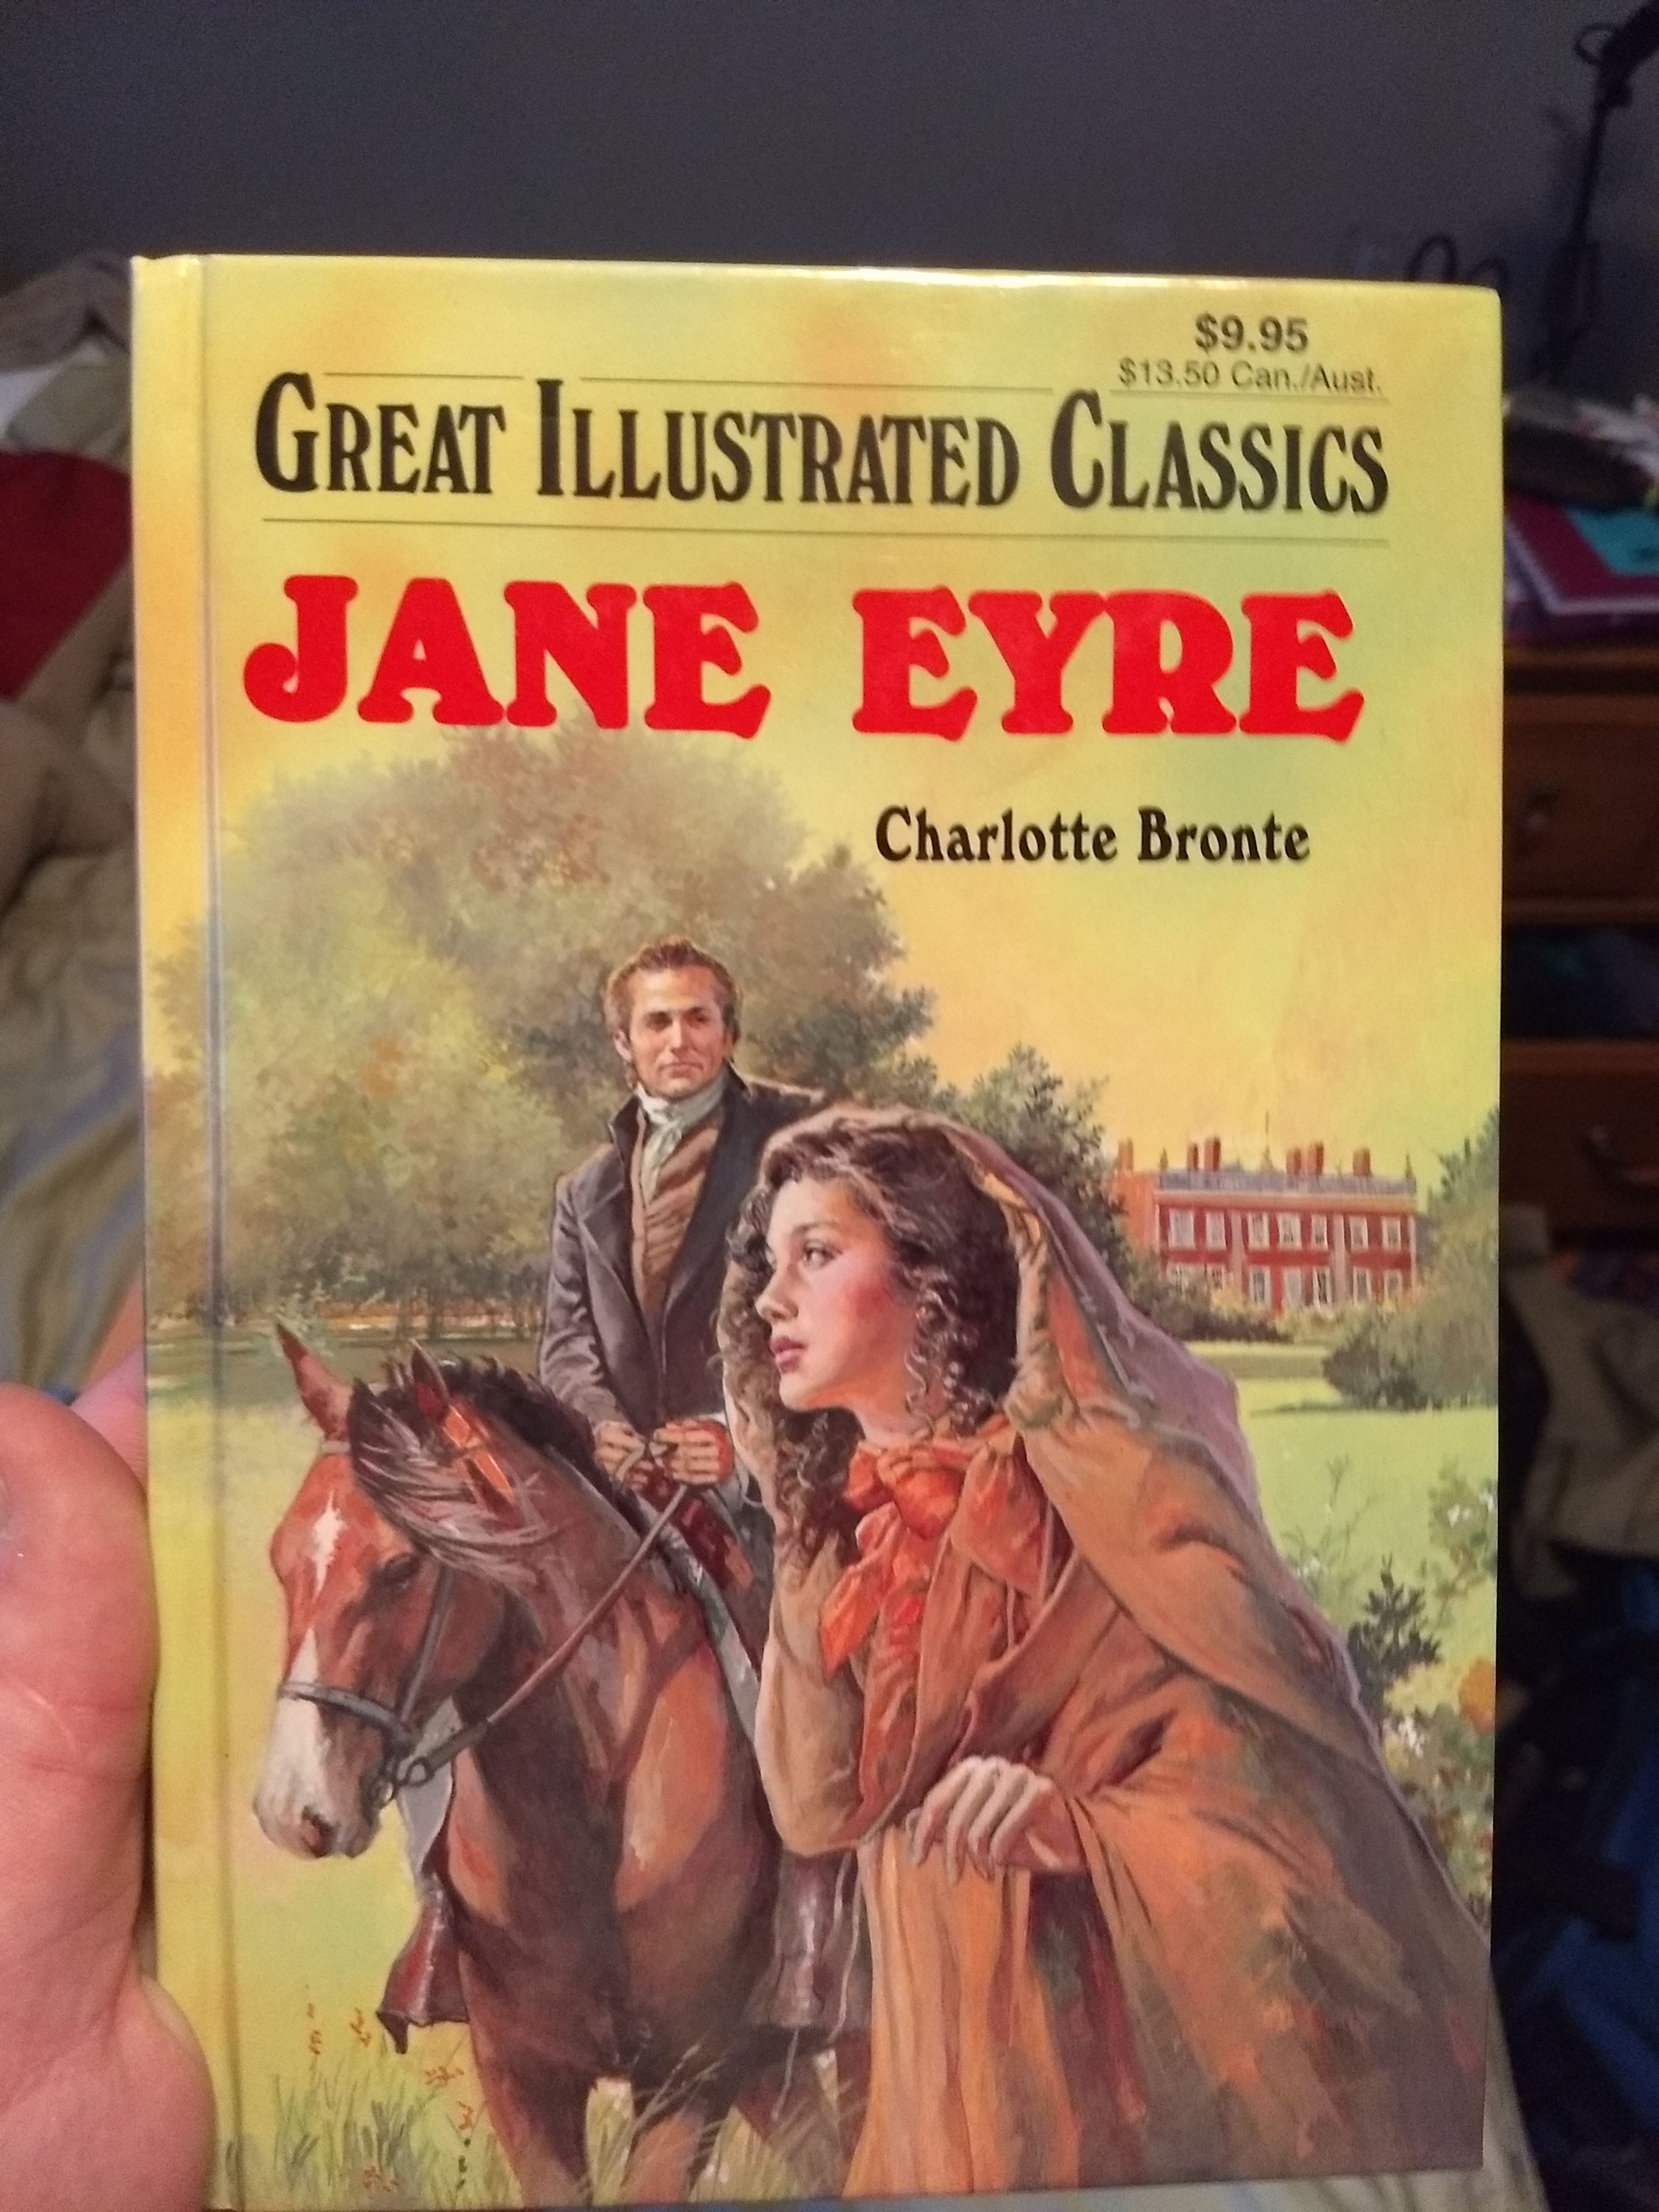 $9.95
$13.50 Can./Aust.
GREAT ILLUSTRATED CLASSICS
JANE EYRE
Charlotte Bronte